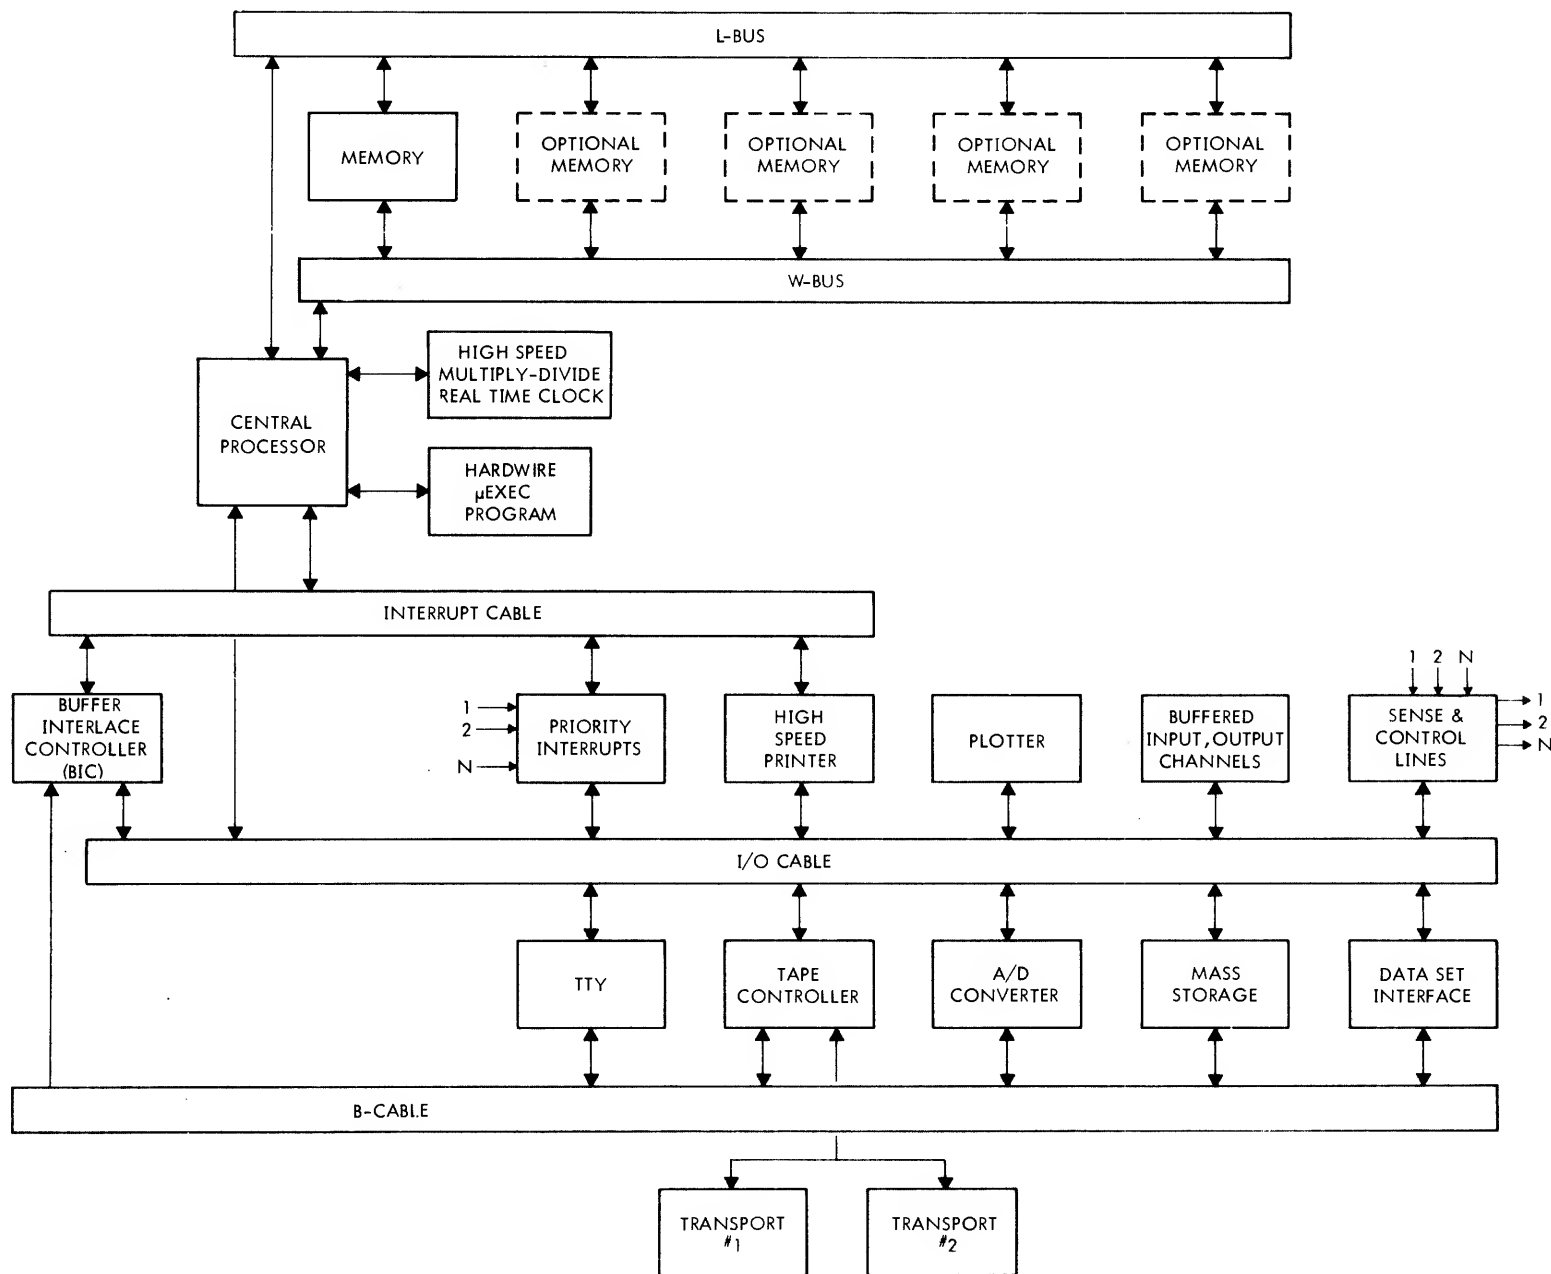 L-BUS
MEMORY
OPTIONAL
MEMORY
OPTIONAL
MEMORY
OPTIONAL
MEMORY
OPTIONAL
MEMORY
W-BUS
HIGH SPEED
MULTIPLY-DIVIDE
REAL TIME CLOCK
CENTRAL
PROCESSOR
HARDWIRE
µEXEC
PROGRAM
INTERRUPT CABLE
BUFFER
INTERLACE
CONTROLLER
(BIC)
1
2
N
PRIORITY
INTERRUPTS
HIGH
SPEED
PRINTER
PLOTTER
BUFFERED
INPUT, OUTPUT
CHANNELS
1 2 N
SENSE &
CONTROL
LINES
1
2
N
I/O CABLE
TTY
TAPE
CONTROLLER
A/D
CONVERTER
MASS
STORAGE
DATA SET
INTERFACE
B-CABLE
TRANSPORT
#1
TRANSPORT
#2